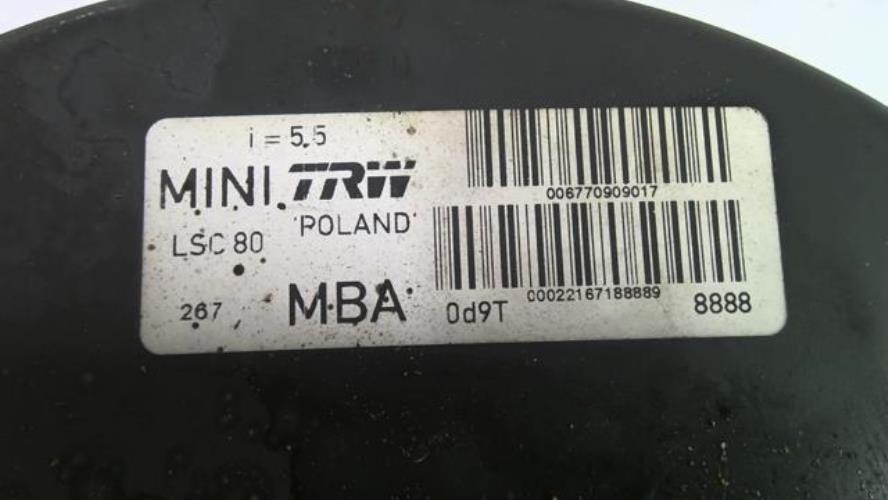 i = 5.5
MINI TRW
006770909017
LSC 80 POLAND
00022167188889
267 MBA 0d9T 8888